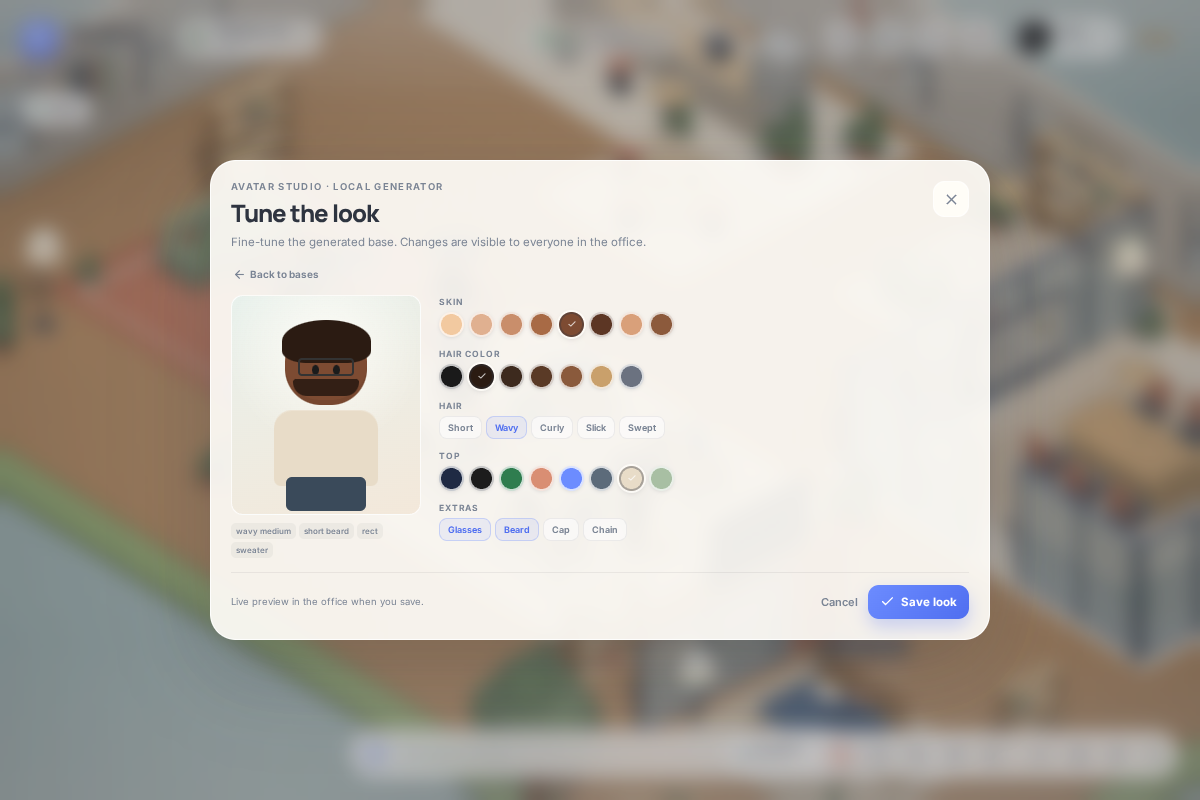 AVATAR STUDIO · LOCAL GENERATOR
Tune the look
Fine-tune the generated base. Changes are visible to everyone in the office.
Back to bases
SKIN
HAIR COLOR
HAIR
Short Wavy Curly Slick Swept
TOP
EXTRAS
Glasses Beard Cap Chain
wavy medium short beard rect
sweater
Live preview in the office when you save.
Cancel Save look